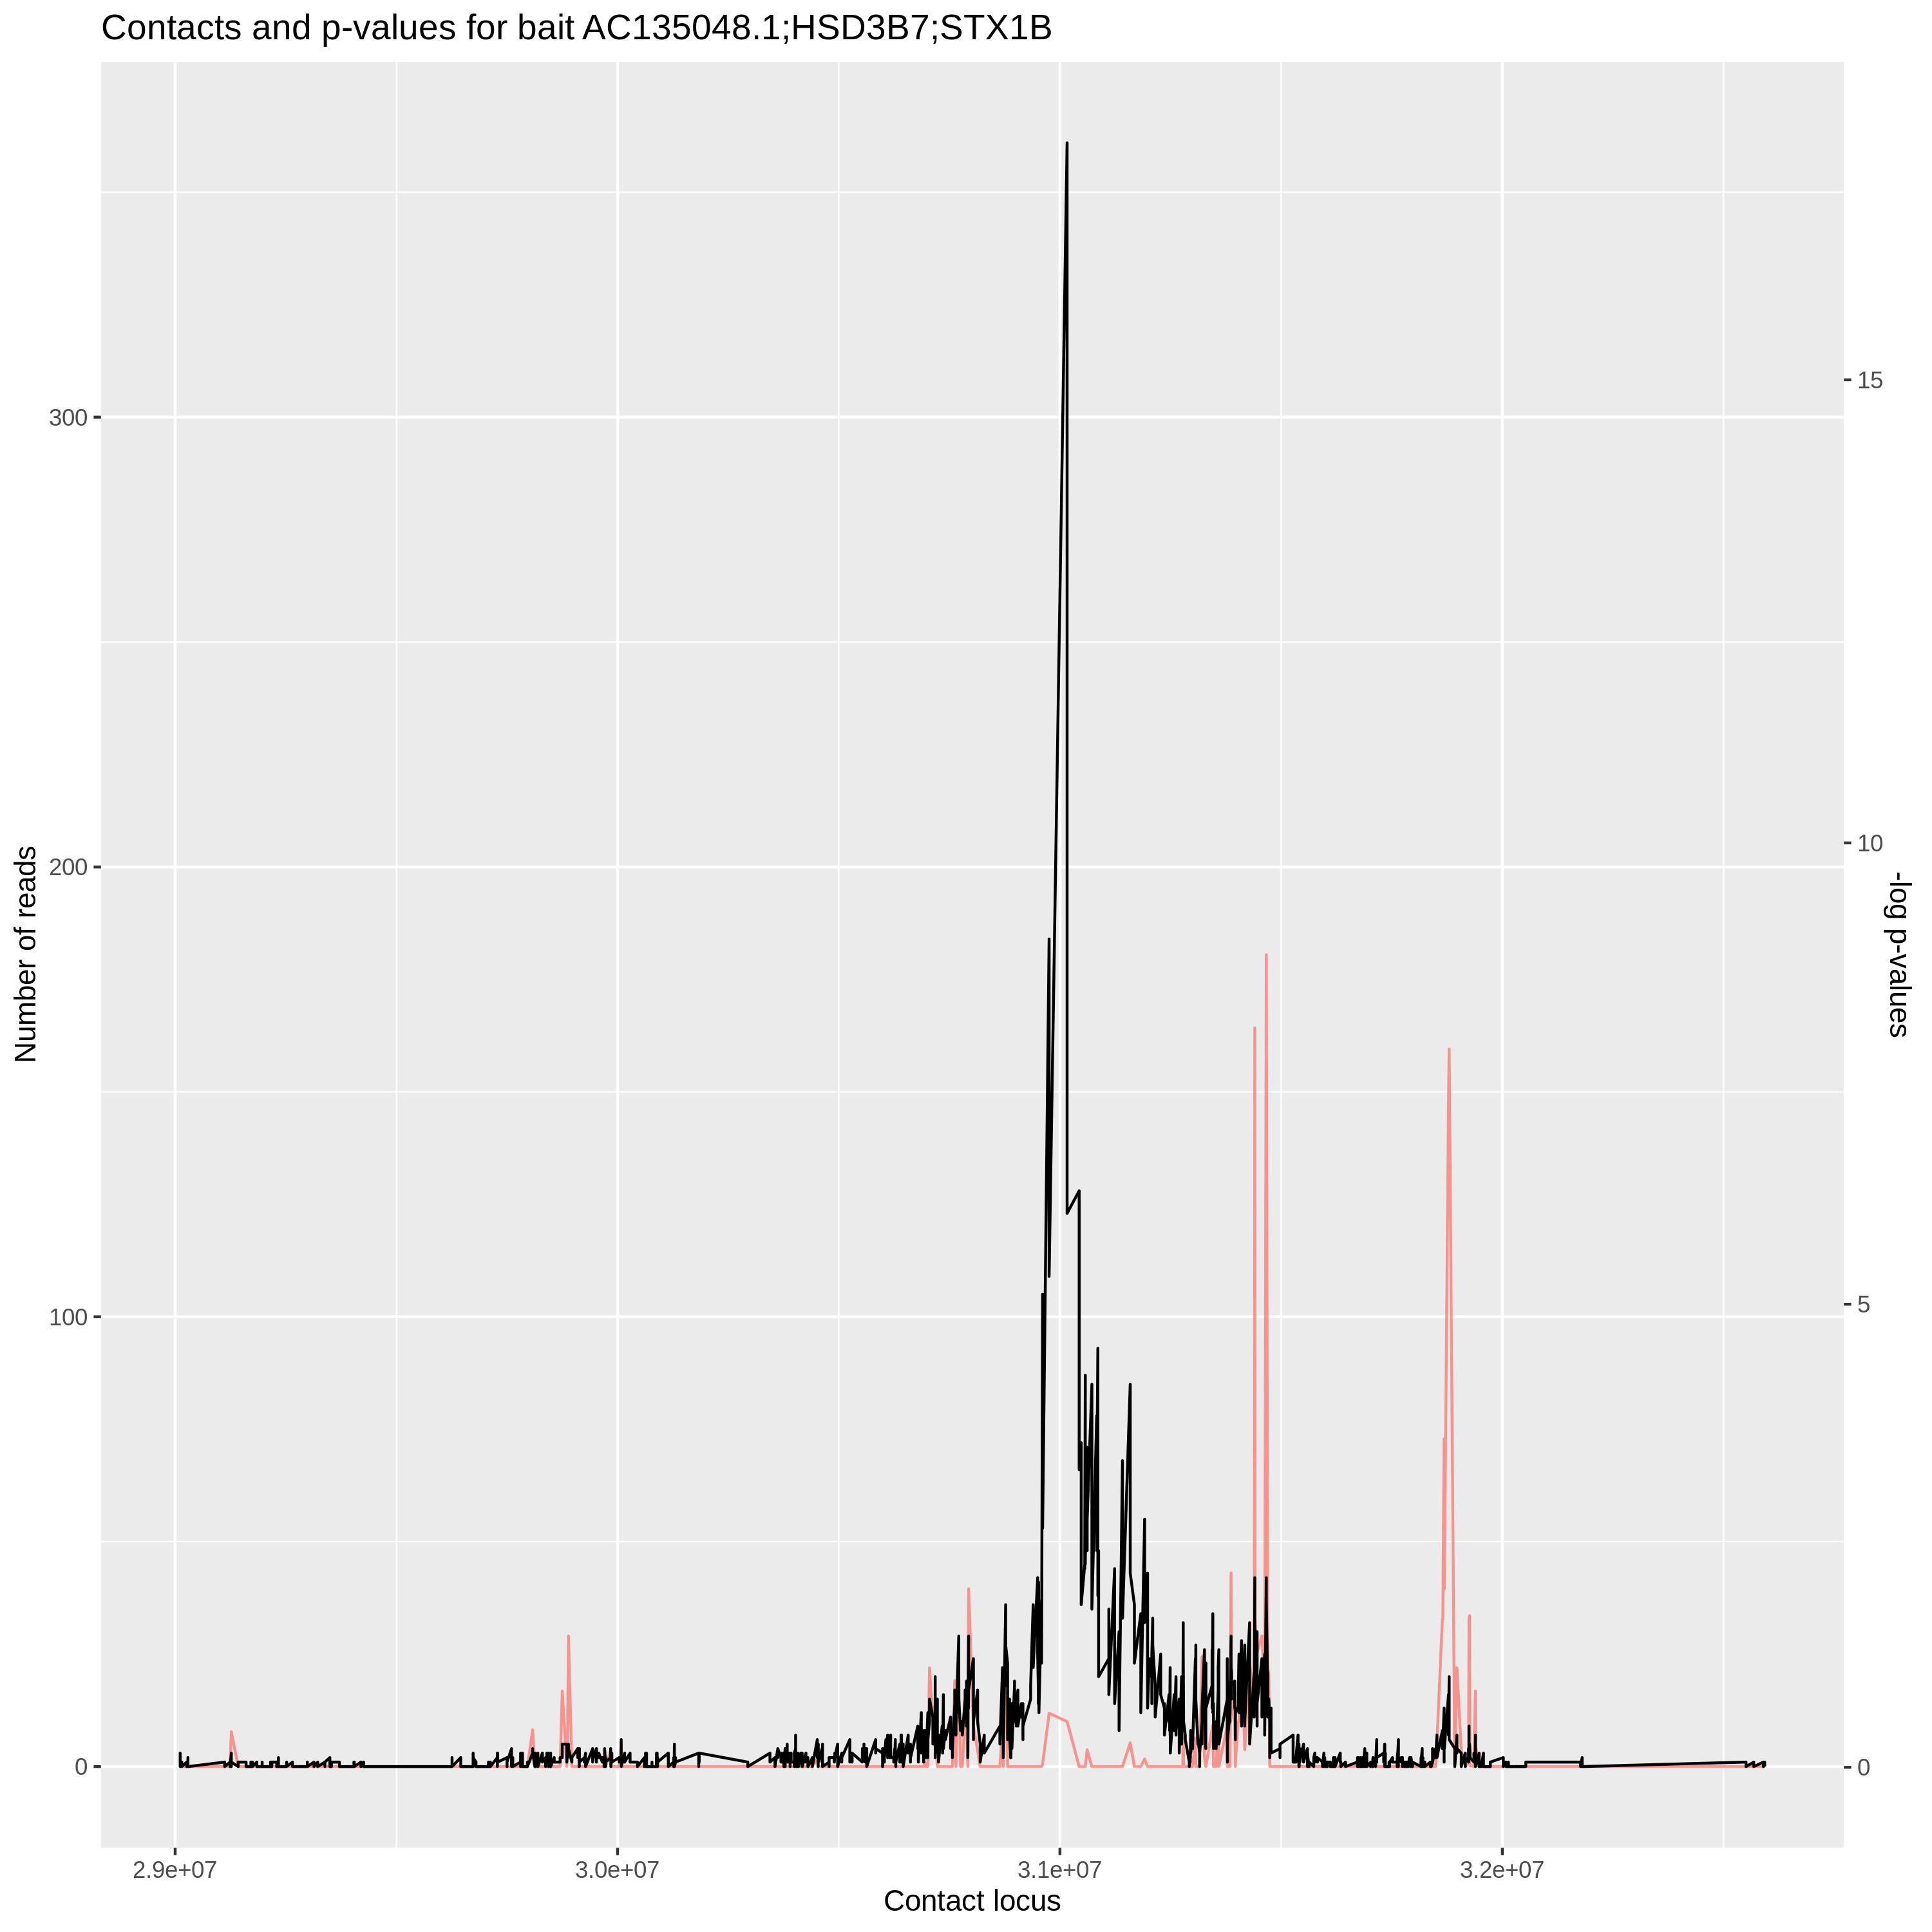 Contacts and p-values for bait AC135048.1;HSD3B7;STX1B
300
200
100
0
Number of reads
15
10
5
0
-log p-values
2.9e+07
3.0e+07
3.1e+07
3.2e+07
Contact locus